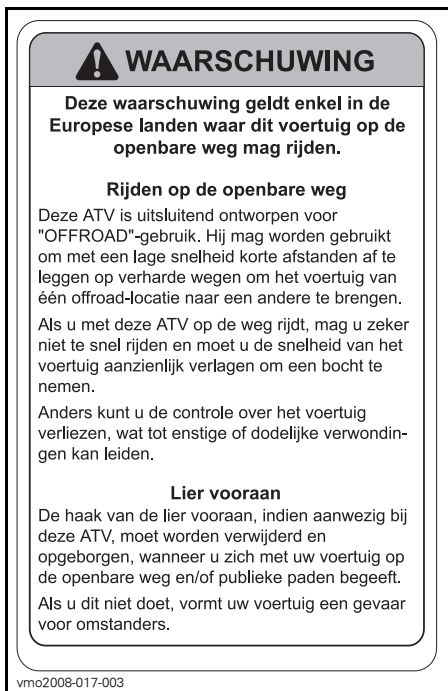 WAARSCHUWING
Deze waarschuwing geldt enkel in de
Europese landen waar dit voertuig op de
openbare weg mag rijden.
Rijden op de openbare weg
Deze ATV is uitsluitend ontworpen voor
"OFFROAD"-gebruik. Hij mag worden gebruikt
om met een lage snelheid korte afstanden af te
leggen op verharde wegen om het voertuig van
één offroad-locatie naar een andere te brengen.
Als u met deze ATV op de weg rijdt, mag u zeker
niet te snel rijden en moet u de snelheid van het
voertuig aanzienlijk verlagen om een bocht te
nemen.
Anders kunt u de controle over het voertuig
verliezen, wat tot enstige of dodelijke verwondin-
gen kan leiden.
Lier vooraan
De haak van de lier vooraan, indien aanwezig bij
deze ATV, moet worden verwijderd en
opgeborgen, wanneer u zich met uw voertuig op
de openbare weg en/of publieke paden begeeft.
Als u dit niet doet, vormt uw voertuig een gevaar
voor omstanders.
vmo2008-017-003